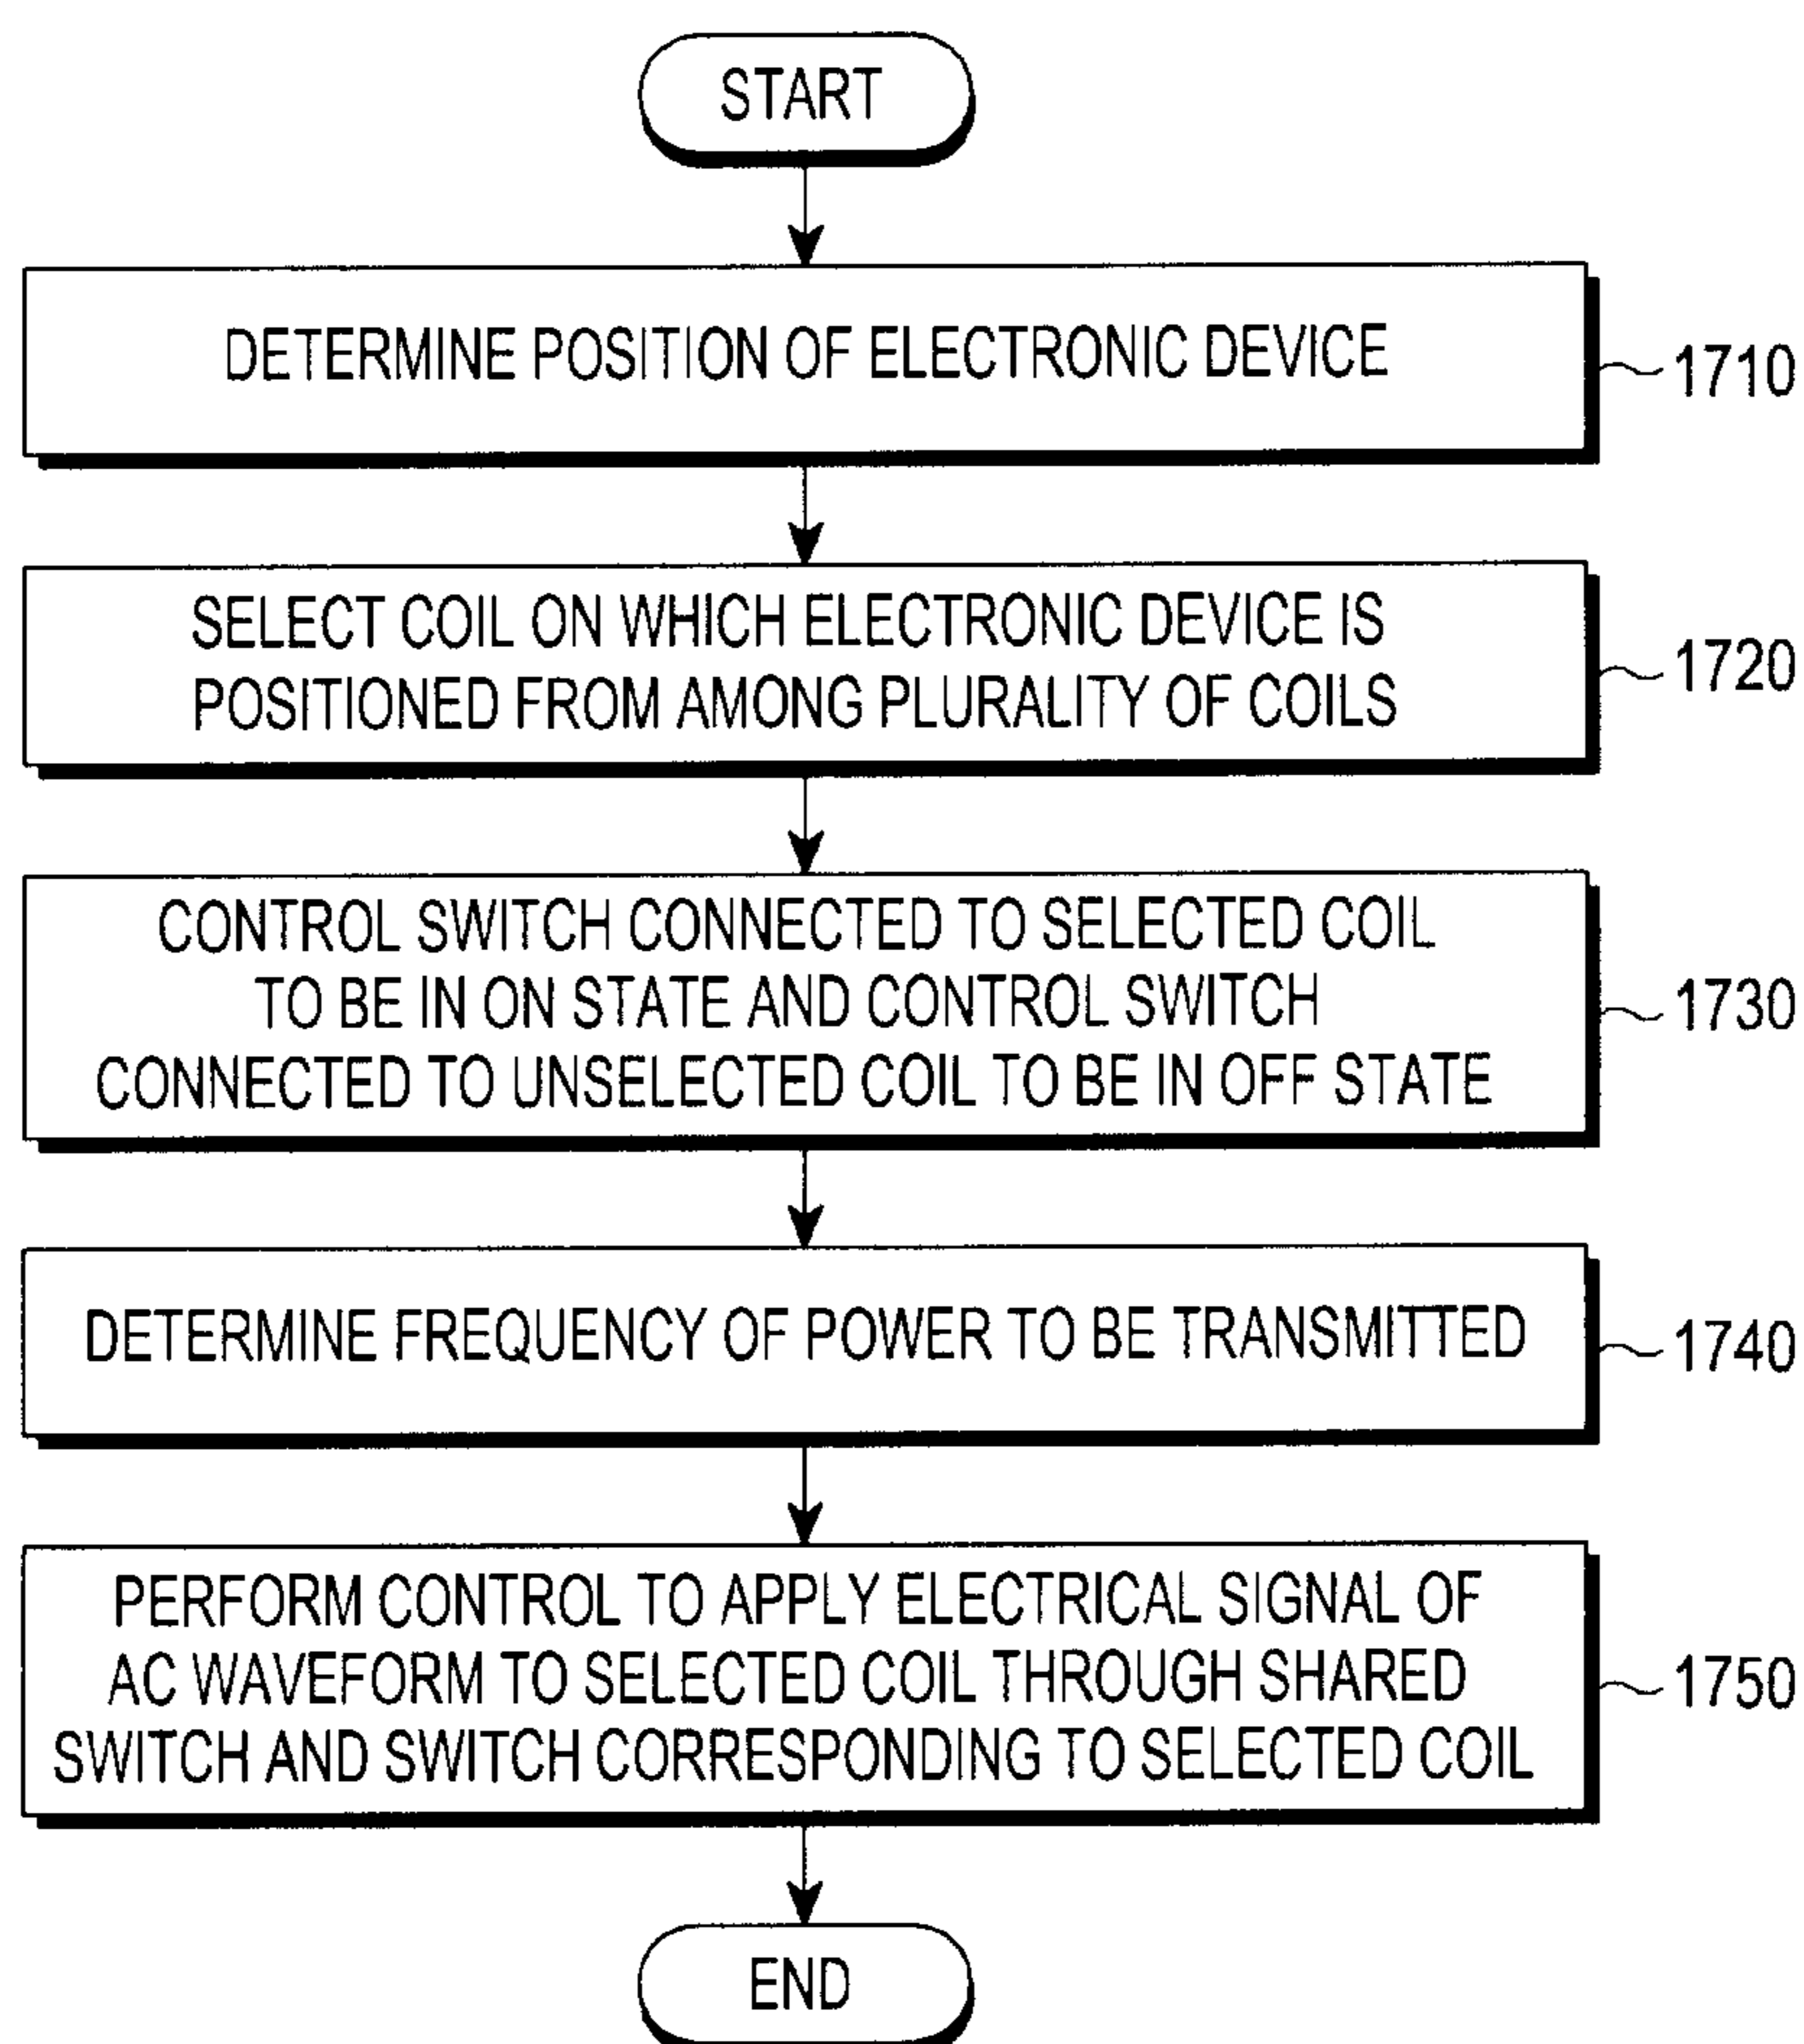 START
DETERMINE POSITION OF ELECTRONIC DEVICE
1710
SELECT COIL ON WHICH ELECTRONIC DEVICE IS
POSITIONED FROM AMONG PLURALITY OF COILS
1720
CONTROL SWITCH CONNECTED TO SELECTED COIL
TO BE IN ON STATE AND CONTROL SWITCH
CONNECTED TO UNSELECTED COIL TO BE IN OFF STATE
1730
DETERMINE FREQUENCY OF POWER TO BE TRANSMITTED
1740
PERFORM CONTROL TO APPLY ELECTRICAL SIGNAL OF
AC WAVEFORM TO SELECTED COIL THROUGH SHARED
SWITCH AND SWITCH CORRESPONDING TO SELECTED COIL
1750
END